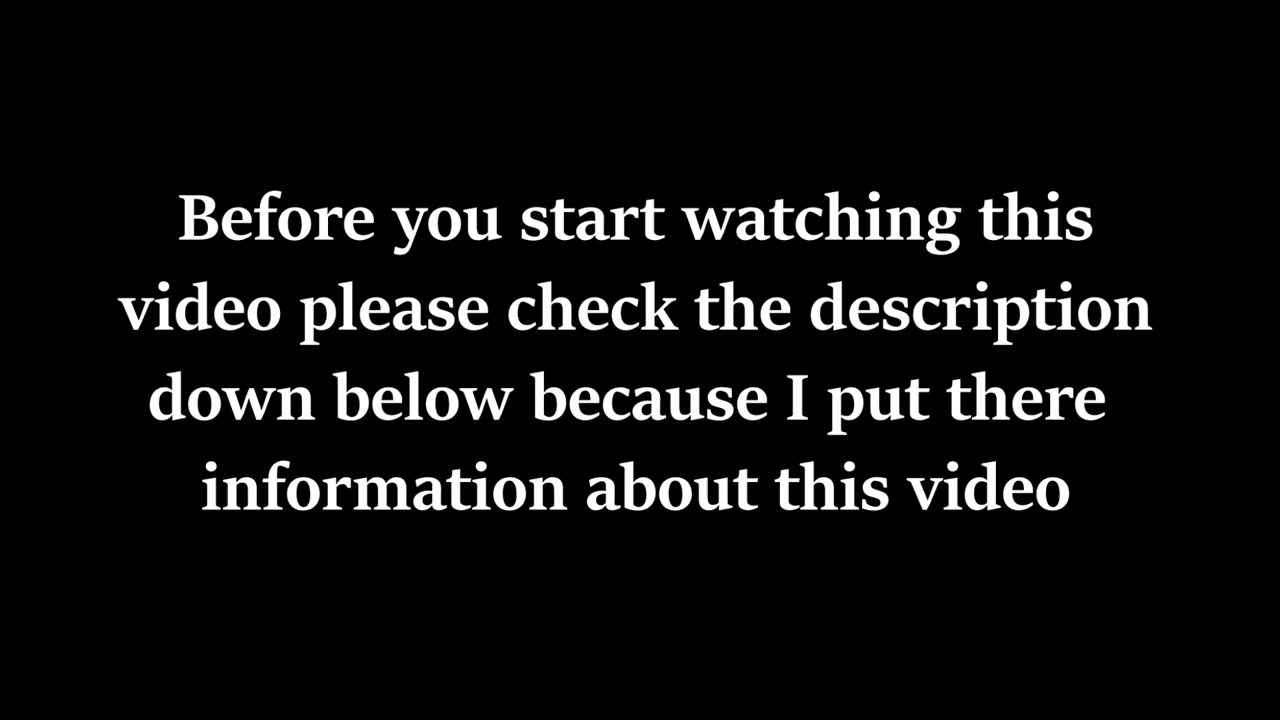 Before you start watching this
video please check the description
down below because I put there
information about this video